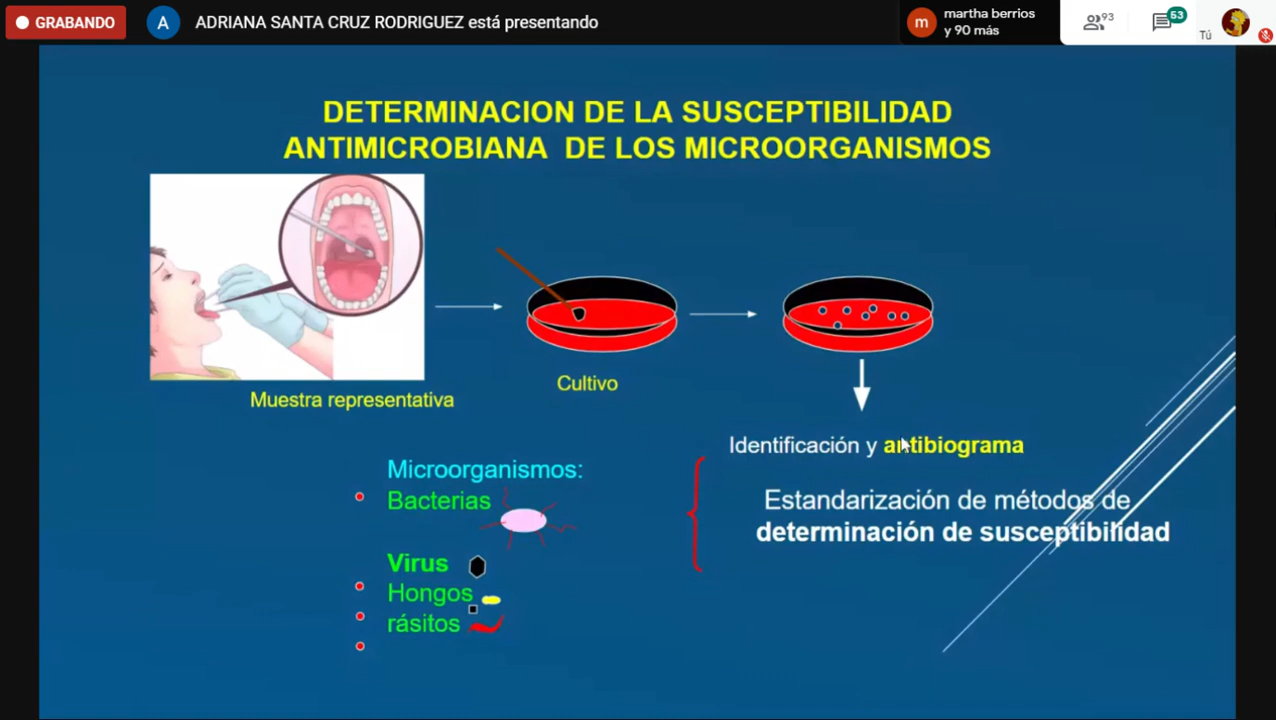 GRABANDO
A
ADRIANA SANTA CRUZ RODRIGUEZ está presentando
m
martha berrios
y 90 más
93
53
Tú
DETERMINACION DE LA SUSCEPTIBILIDAD
ANTIMICROBIANA DE LOS MICROORGANISMOS
Muestra representativa
Cultivo
Identificación y antibiograma
Estandarización de métodos de
determinación de susceptibilidad
Microorganismos:
Bacterias
Virus
Hongos
rásitos